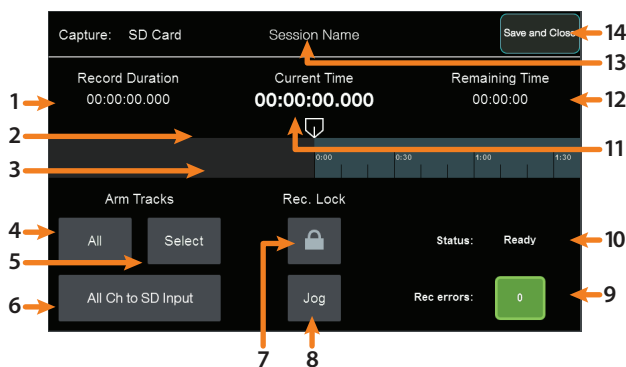 Capture: SD Card Session Name Save and Close 14
13
Record Duration Current Time Remaining Time
1 00:00:00.000 00:00:00.000 00:00:00 12
2 11
3 0:00 0:30 1:00 1:30
Arm Tracks Rec. Lock
4 All Select Status: Ready 10
5
6 All Ch to SD Input Jog Rec errors: 0 9
7 8